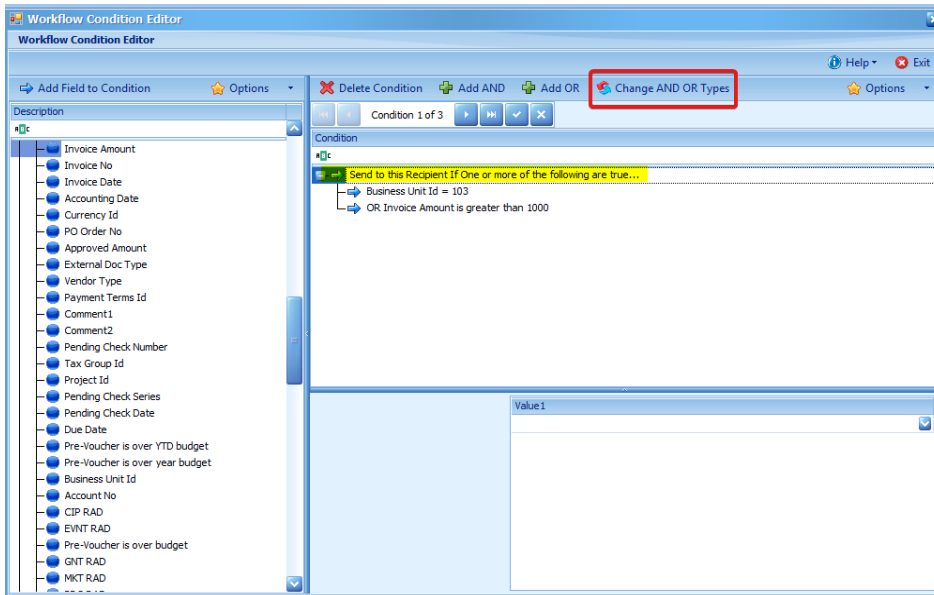 Workflow Condition Editor
Workflow Condition Editor
Help
Exit
Add Field to Condition
Options
Delete Condition
Add AND
Add OR
Change AND OR Types
Options
Description
Condition 1 of 3
Condition
Invoice Amount
Invoice No
Invoice Date
Accounting Date
Currency Id
PO Order No
Approved Amount
External Doc Type
Vendor Type
Payment Terms Id
Comment1
Comment2
Pending Check Number
Tax Group Id
Project Id
Pending Check Series
Pending Check Date
Due Date
Pre-Voucher is over YTD budget
Pre-Voucher is over year budget
Business Unit Id
Account No
CIP RAD
EVNT RAD
Pre-Voucher is over budget
GNT RAD
MKT RAD
Send to this Recipient If One or more of the following are true...
Business Unit Id = 103
OR Invoice Amount is greater than 1000
Value1